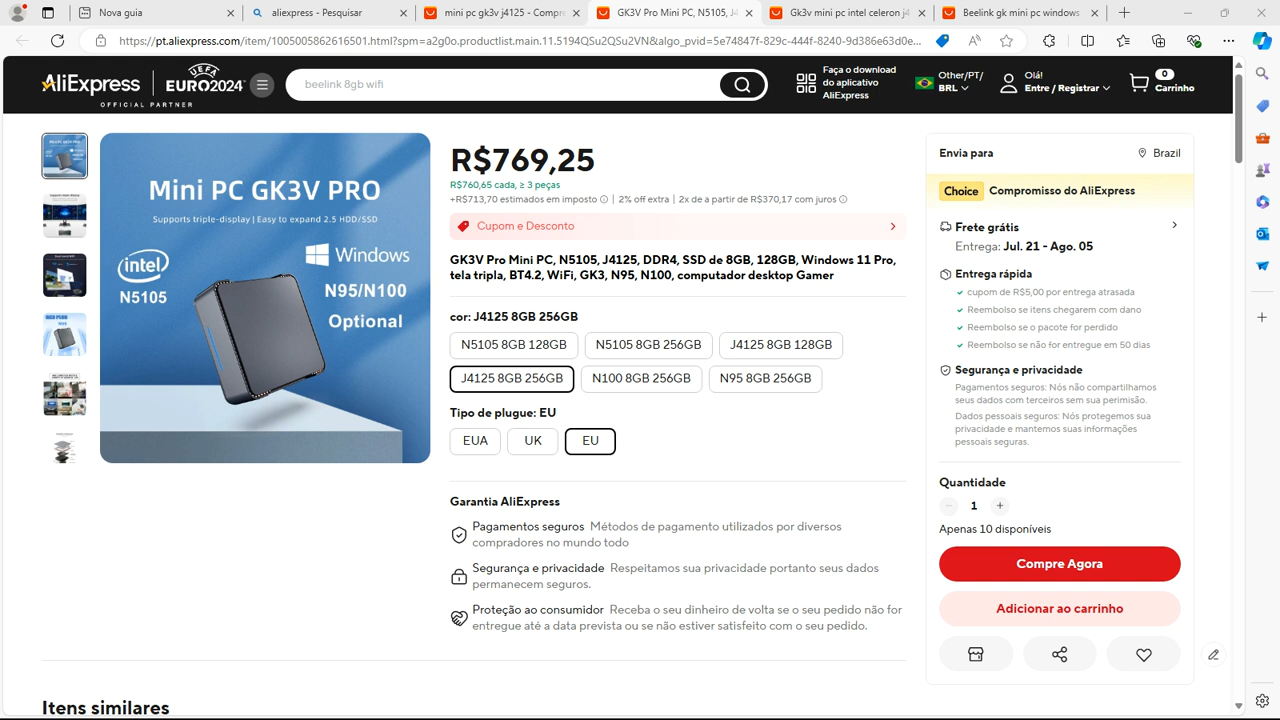 Nova guia
aliexpress - Pesquisar
mini pc gk3v j4125 - Compre
GK3V Pro Mini PC, N5105, J4
Gk3v mini pc intel celeron j4
Beelink gk mini pc windows
https://pt.aliexpress.com/item/1005005862616501.html?spm=a2g0o.productlist.main.11.5194QSu2QSu2VN&algo_pvid=5e74847f-829c-444f-8240-9d386e63d0e...
AliExpress
OFFICIAL PARTNER
UEFA
EURO2024
beelink 8gb wifi
Faça o download
do aplicativo
AliExpress
Other/PT/
BRL
Olá!
Entre / Registrar
0
Carrinho
Mini PC GK3V PRO
Supports triple-display | Easy to expand 2.5 HDD/SSD
intel
N5105
Windows
N95/N100
Optional
R$769,25
R$760,65 cada, ≥ 3 peças
+R$713,70 estimados em imposto | 2% off extra | 2x de a partir de R$370,17 com juros
Cupom e Desconto
GK3V Pro Mini PC, N5105, J4125, DDR4, SSD de 8GB, 128GB, Windows 11 Pro,
tela tripla, BT4.2, WiFi, GK3, N95, N100, computador desktop Gamer
cor: J4125 8GB 256GB
N5105 8GB 128GB
N5105 8GB 256GB
J4125 8GB 128GB
J4125 8GB 256GB
N100 8GB 256GB
N95 8GB 256GB
Tipo de plugue: EU
EUA
UK
EU
Garantia AliExpress
Pagamentos seguros Métodos de pagamento utilizados por diversos
compradores no mundo todo
Segurança e privacidade Respeitamos sua privacidade portanto seus dados
permanecem seguros.
Proteção ao consumidor Receba o seu dinheiro de volta se o seu pedido não for
entregue até a data prevista ou se não estiver satisfeito com o seu pedido.
Itens similares
Envia para
Brazil
Choice Compromisso do AliExpress
Frete grátis
Entrega: Jul. 21 - Ago. 05
Entrega rápida
cupom de R$5,00 por entrega atrasada
Reembolso se itens chegarem com dano
Reembolso se o pacote for perdido
Reembolso se não for entregue em 50 dias
Segurança e privacidade
Pagamentos seguros: Nós não compartilhamos
seus dados com terceiros sem sua perimisão.
Dados pessoais seguros: Nós protegemos sua
privacidade e mantemos suas informações
pessoais seguras.
Quantidade
1
Apenas 10 disponíveis
Compre Agora
Adicionar ao carrinho